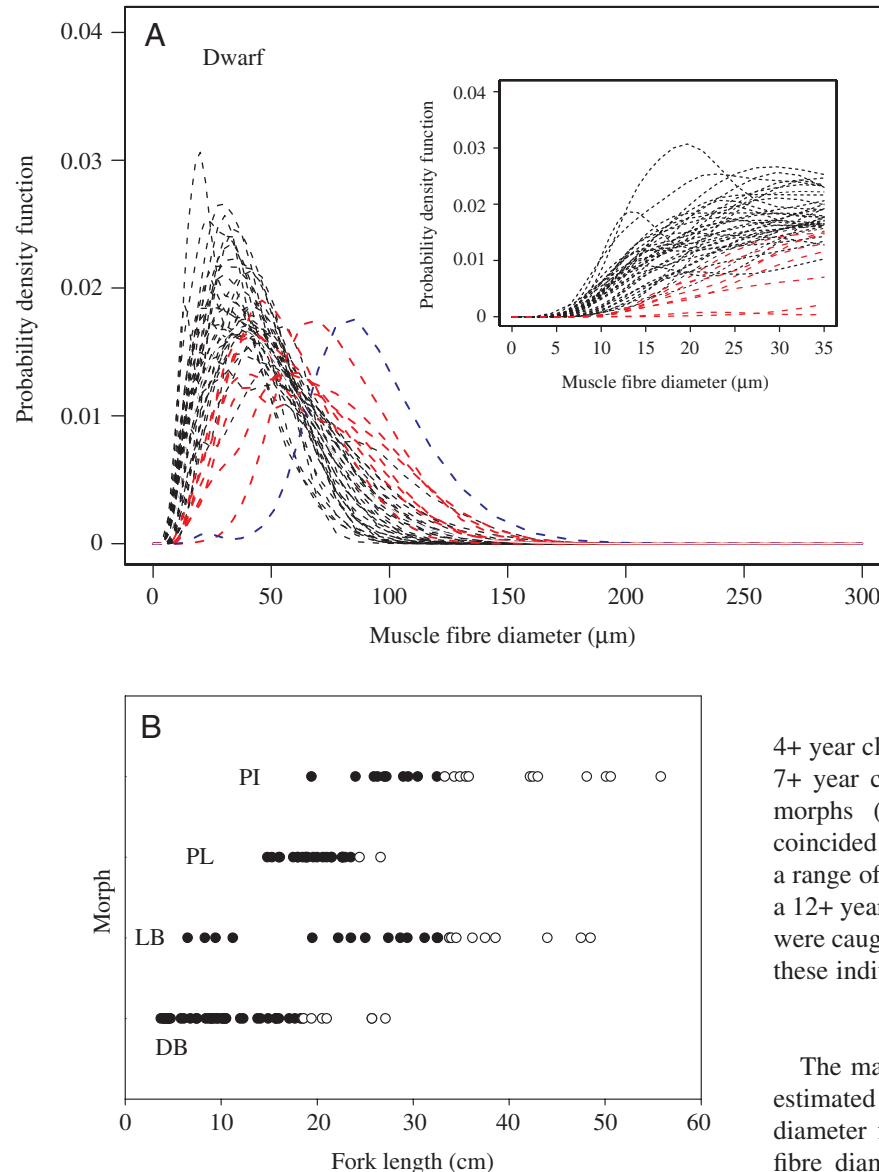 A
Dwarf
0.04
0.03
0.02
0.01
0
Probability density function
0 50 100 150 200 250 300
Muscle fibre diameter (µm)
0.04
0.03
0.02
0.01
0
Probability density function
0 5 10 15 20 25 30 35
Muscle fibre diameter (µm)
B
PI
PL
LB
DB
Morph
0 10 20 30 40 50 60
Fork length (cm)
4+ year cl
7+ year c
morphs (
coincided
a range of
a 12+ year
were caug
these indiv
The ma
estimated
diameter f
fibre diam